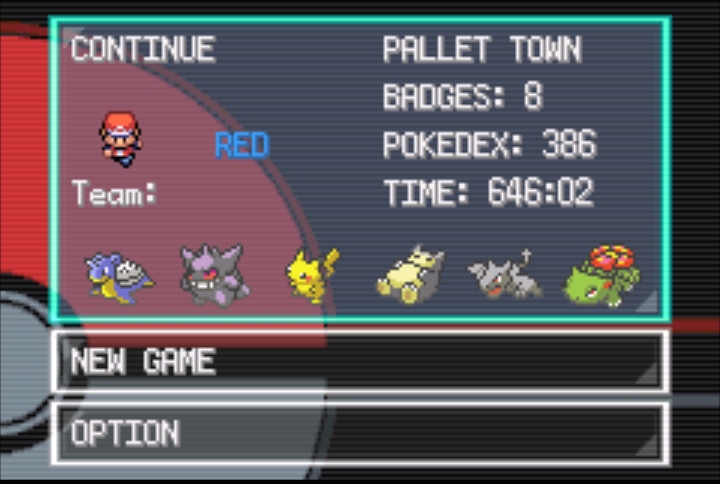 CONTINUE PALLET TOWN
BADGES: 8
RED POKEDEX: 386
Team: TIME: 646:02
NEW GAME
OPTION